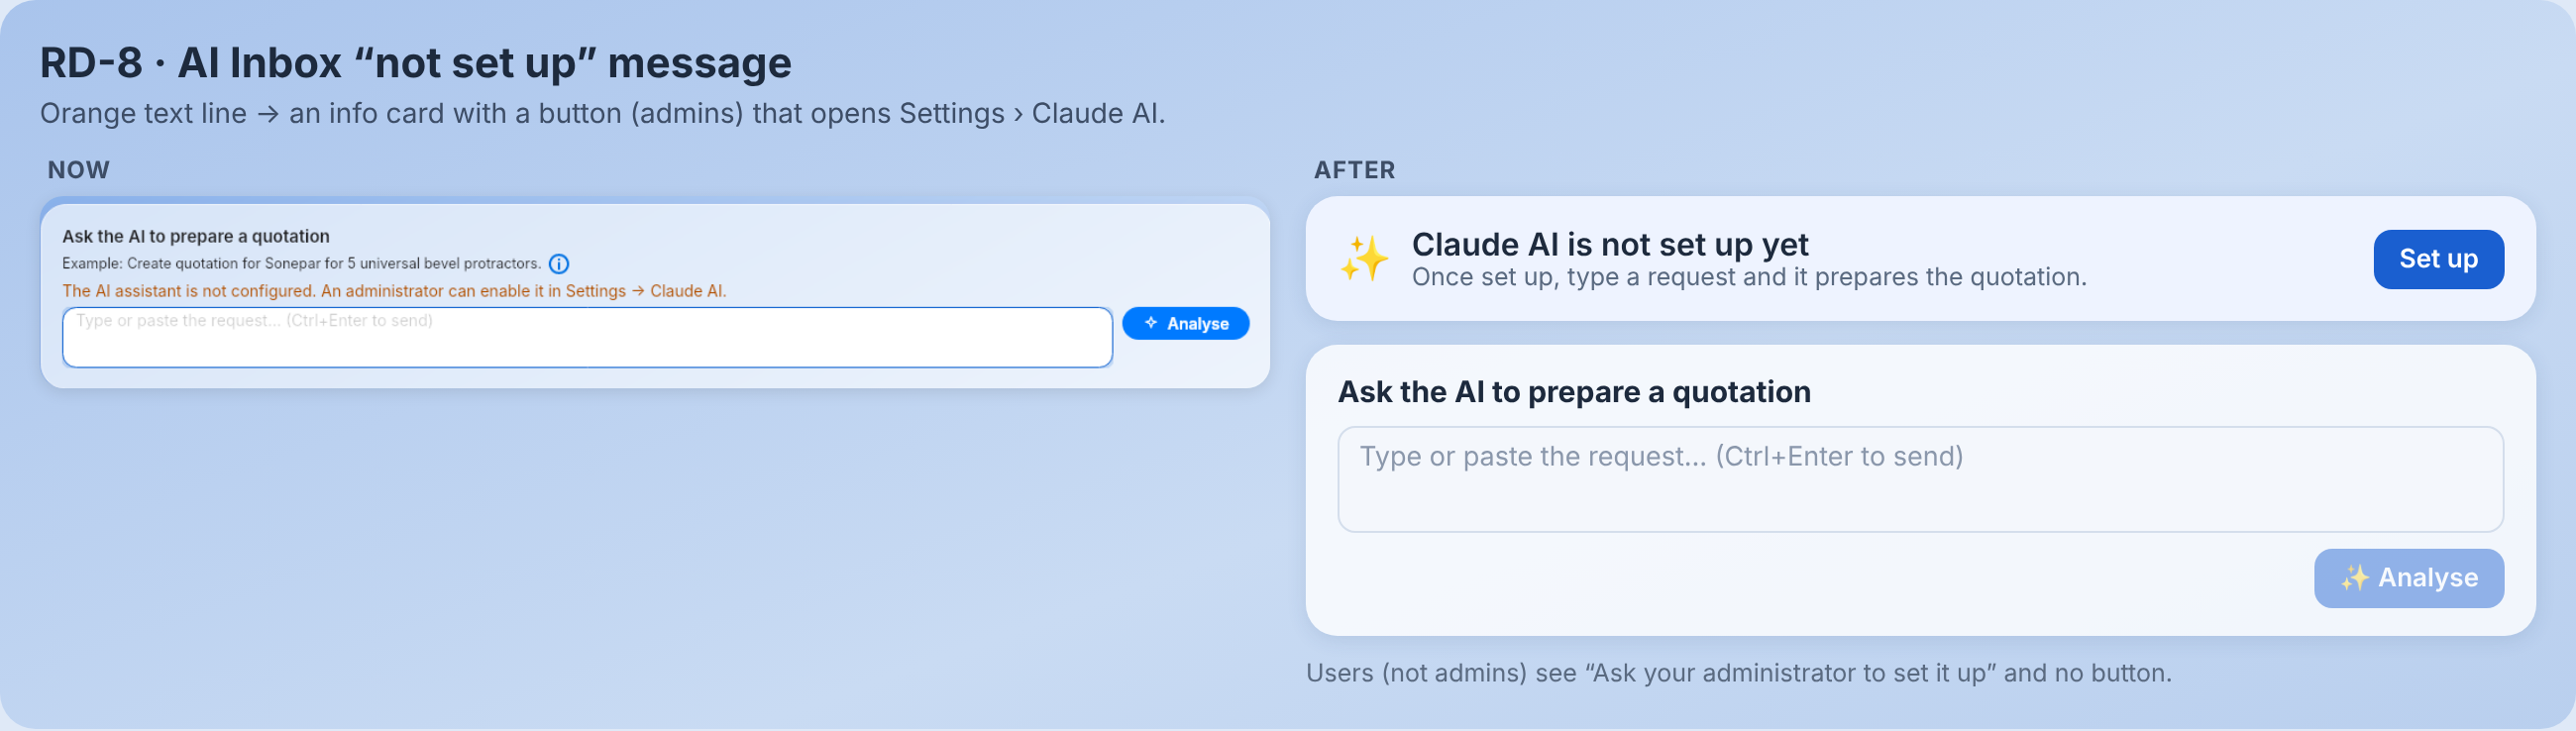 RD-8 · AI Inbox “not set up” message
Orange text line → an info card with a button (admins) that opens Settings › Claude AI.
NOW
Ask the AI to prepare a quotation
Example: Create quotation for Sonepar for 5 universal bevel protractors.
The AI assistant is not configured. An administrator can enable it in Settings → Claude AI.
Type or paste the request... (Ctrl+Enter to send)
Analyse
AFTER
Claude AI is not set up yet
Once set up, type a request and it prepares the quotation.
Set up
Ask the AI to prepare a quotation
Type or paste the request... (Ctrl+Enter to send)
Analyse
Users (not admins) see “Ask your administrator to set it up” and no button.